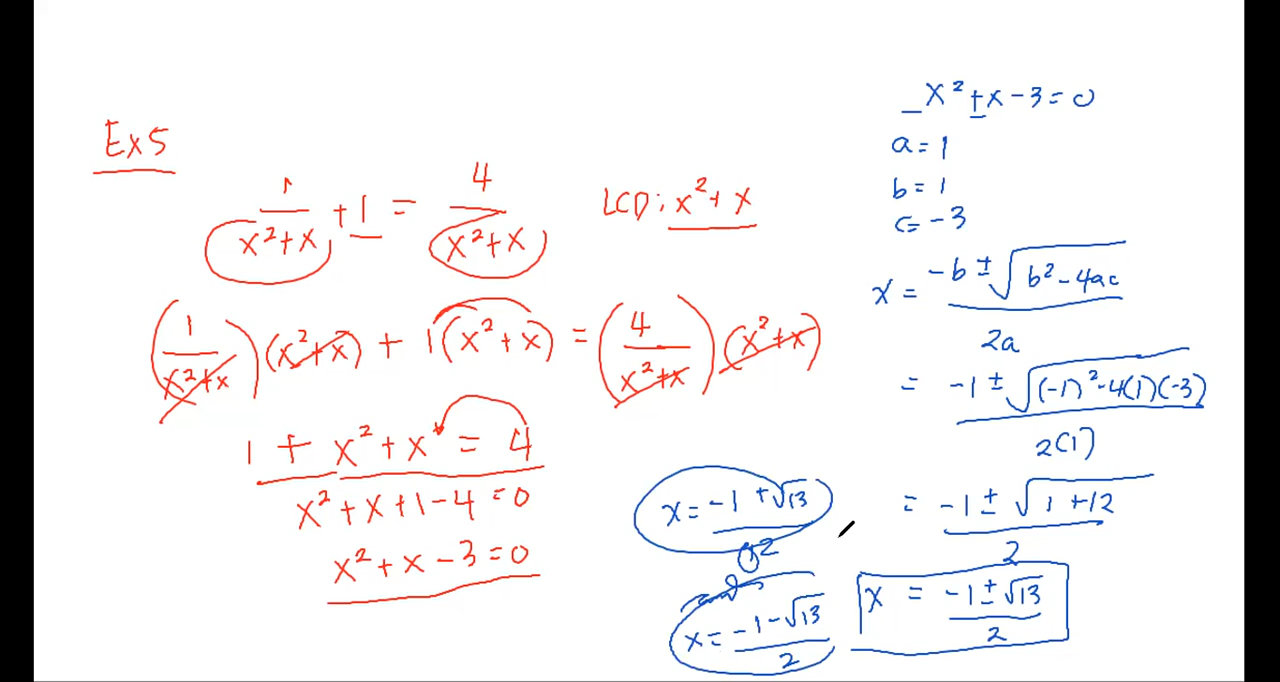 Ex 5
1/(x²+x) + 1 = 4/(x²+x)    LCD: x²+x
(1/(x²+x))(x²+x) + 1(x²+x) = (4/(x²+x))(x²+x)
1 + x²+x = 4
x²+x+1-4=0
x²+x-3=0
x²+x-3=0
a=1
b=1
c=-3
x = (-b ± √(b²-4ac))/2a
= (-1 ± √((-1)²-4(1)(-3)))/2(1)
= (-1 ± √(1+12))/2
x = (-1 ± √13)/2
x = (-1+√13)/2
x = (-1-√13)/2